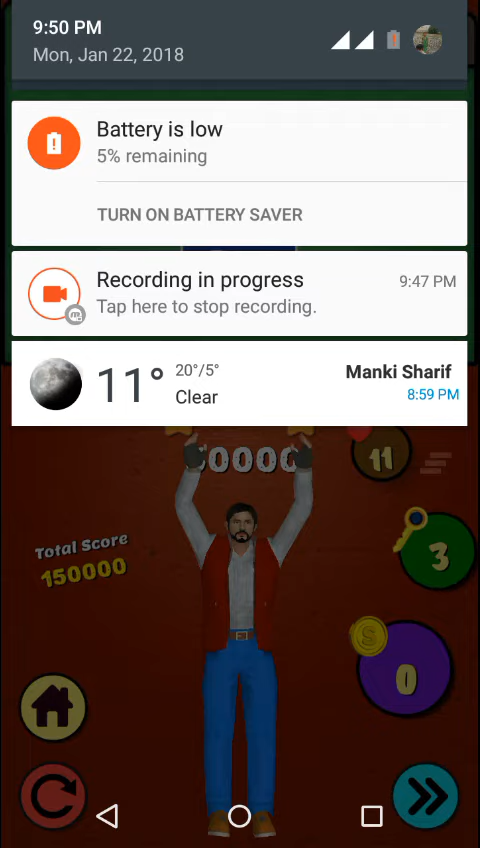 9:50 PM
Mon, Jan 22, 2018
Battery is low
5% remaining
TURN ON BATTERY SAVER
Recording in progress
9:47 PM
Tap here to stop recording.
11°
20°/5°
Clear
Manki Sharif
8:59 PM
0000
11
Total Score
150000
3
S
0